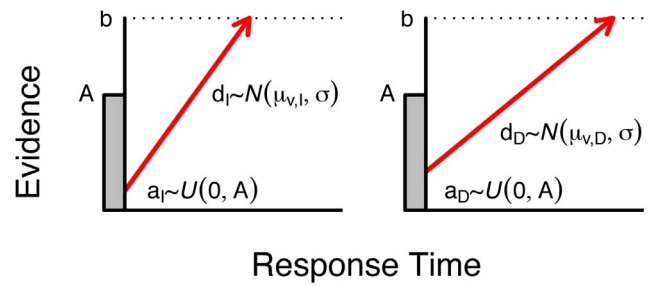 b
A
d_I~N(μ_v,I, σ)
a_I~U(0, A)
b
A
d_D~N(μ_v,D, σ)
a_D~U(0, A)
Evidence
Response Time